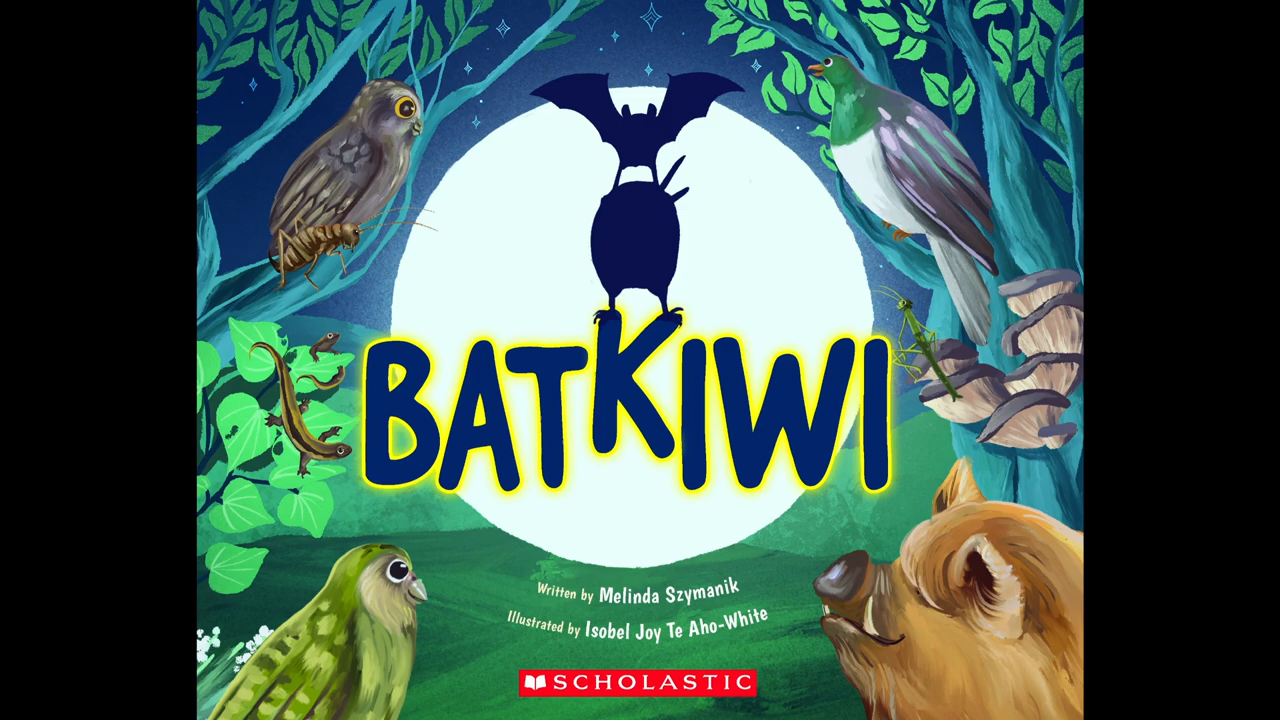 BATKIWI
Written by Melinda Szymanik
Illustrated by Isobel Joy Te Aho-White
SCHOLASTIC